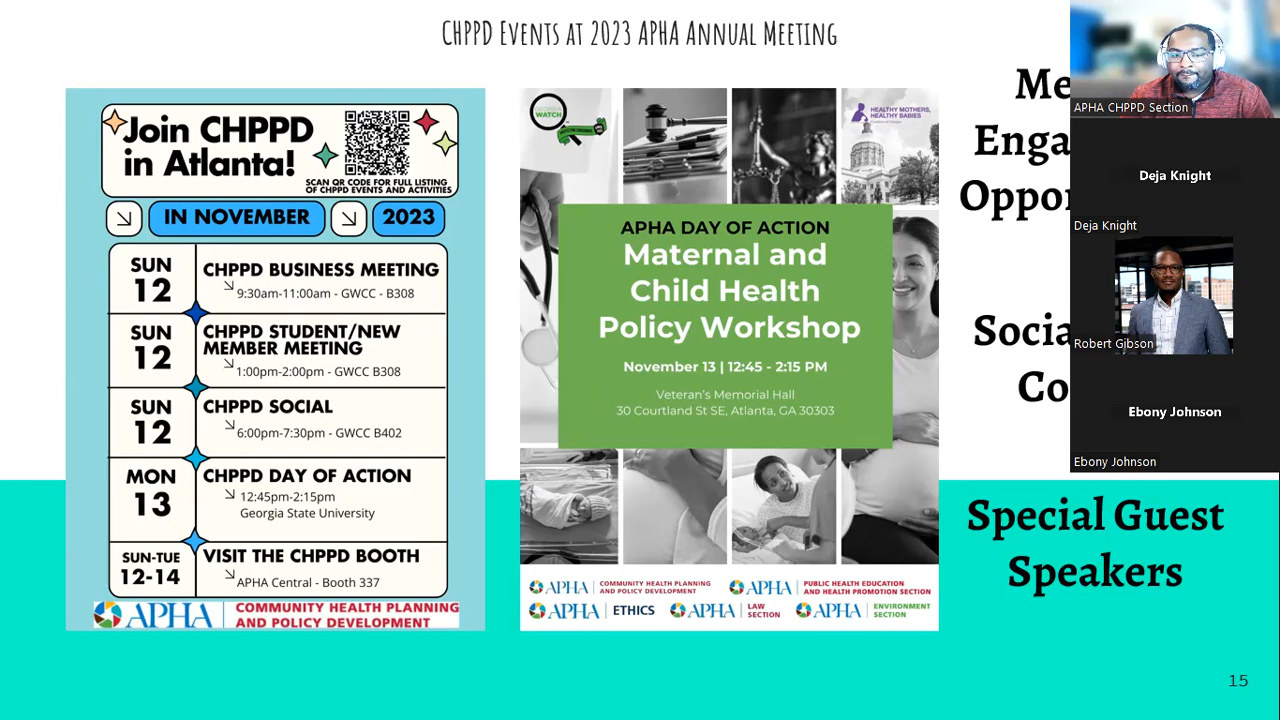 CHPPD Events at 2023 APHA Annual Meeting
Join CHPPD
in Atlanta!
SCAN QR CODE FOR FULL LISTING
OF CHPPD EVENTS AND ACTIVITIES
IN NOVEMBER
2023
SUN
12
CHPPD BUSINESS MEETING
9:30am-11:00am - GWCC - B308
SUN
12
CHPPD STUDENT/NEW
MEMBER MEETING
1:00pm-2:00pm - GWCC B308
SUN
12
CHPPD SOCIAL
6:00pm-7:30pm - GWCC B402
MON
13
CHPPD DAY OF ACTION
12:45pm-2:15pm
Georgia State University
SUN-TUE
12-14
VISIT THE CHPPD BOOTH
APHA Central - Booth 337
APHA
COMMUNITY HEALTH PLANNING
AND POLICY DEVELOPMENT
WATCH
HEALTHY MOTHERS,
HEALTHY BABIES
APHA DAY OF ACTION
Maternal and
Child Health
Policy Workshop
November 13 | 12:45 - 2:15 PM
Veteran's Memorial Hall
30 Courtland St SE, Atlanta, GA 30303
APHA
COMMUNITY HEALTH PLANNING
AND POLICY DEVELOPMENT
APHA
PUBLIC HEALTH EDUCATION
AND HEALTH PROMOTION SECTION
APHA
ETHICS
APHA
LAW
SECTION
APHA
ENVIRONMENT
SECTION
Me
Enga
Oppor
Socia
Co
Special Guest
Speakers
15
APHA CHPPD Section
Deja Knight
Deja Knight
Robert Gibson
Ebony Johnson
Ebony Johnson